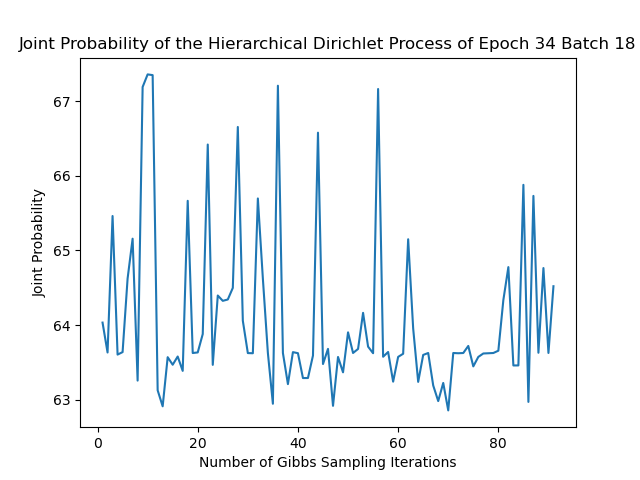 Joint Probability of the Hierarchical Dirichlet Process of Epoch 34 Batch 18
67
66
65
64
63
Joint Probability
0 20 40 60 80
Number of Gibbs Sampling Iterations